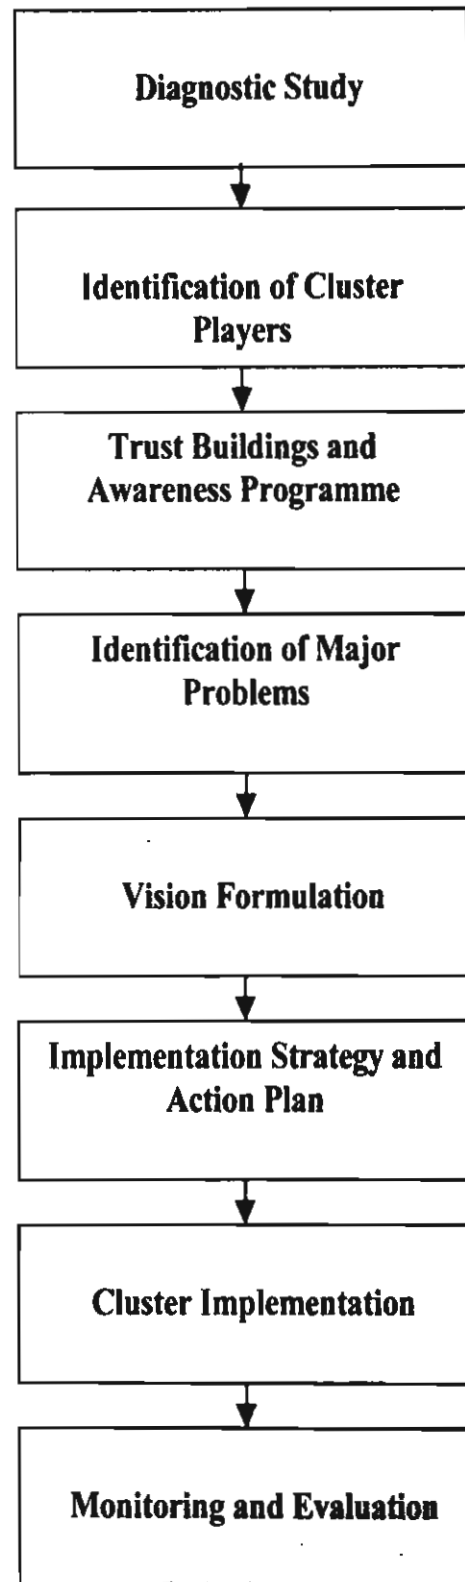 Diagnostic Study
Identification of Cluster
Players
Trust Buildings and
Awareness Programme
Identification of Major
Problems
Vision Formulation
Implementation Strategy and
Action Plan
Cluster Implementation
Monitoring and Evaluation